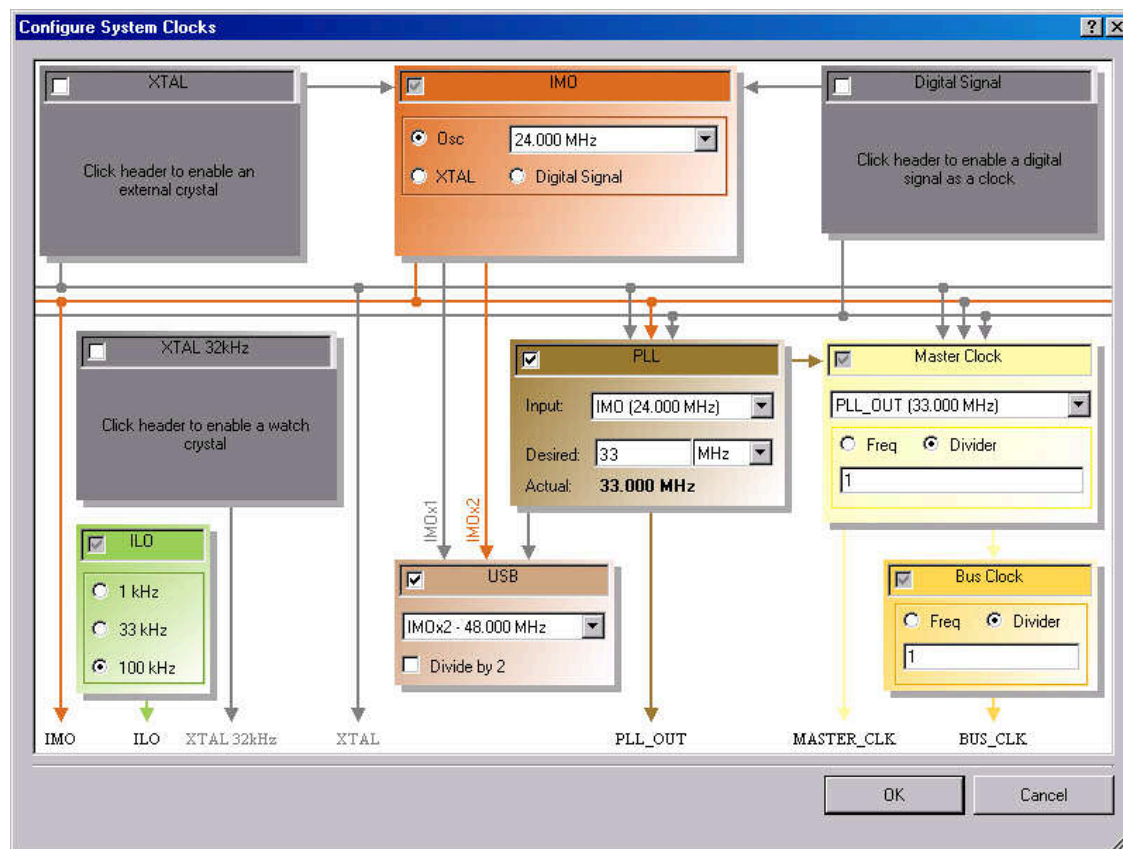 Configure System Clocks
XTAL
Click header to enable an
external crystal
IMO
Osc
24.000 MHz
XTAL
Digital Signal
Digital Signal
Click header to enable a digital
signal as a clock
XTAL 32kHz
Click header to enable a watch
crystal
PLL
Input:
IMO (24.000 MHz)
Desired:
33
MHz
Actual:
33.000 MHz
Master Clock
PLL_OUT (33.000 MHz)
Freq
Divider
1
IMOx1
IMOx2
ILO
1 kHz
33 kHz
100 kHz
USB
IMOx2 - 48.000 MHz
Divide by 2
Bus Clock
Freq
Divider
1
IMO
ILO
XTAL 32kHz
XTAL
PLL_OUT
MASTER_CLK
BUS_CLK
OK
Cancel